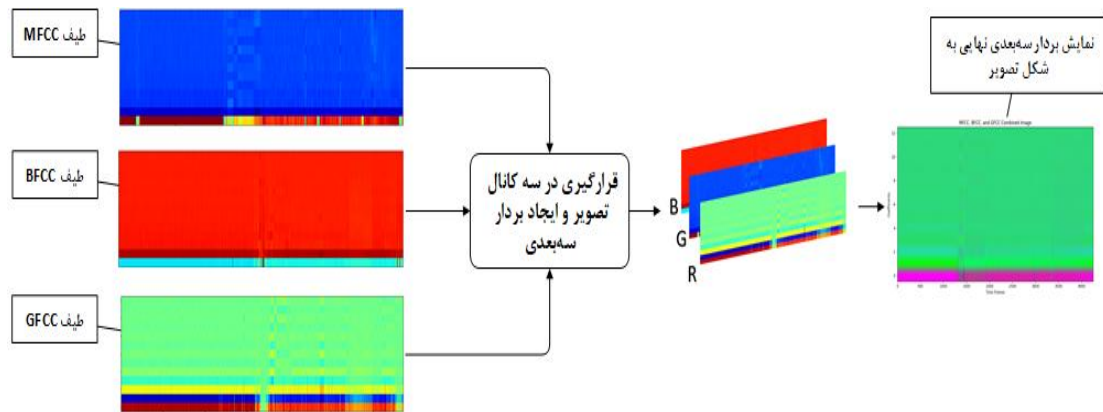 طیف MFCC
طیف BFCC
طیف GFCC
قرارگیری در سه کانال
تصویر و ایجاد بردار
سه‌بعدی
B
G
R
نمایش بردار سه‌بعدی نهایی به
شکل تصویر
MFCC, BFCC, and GFCC Combined Image
Time Frames